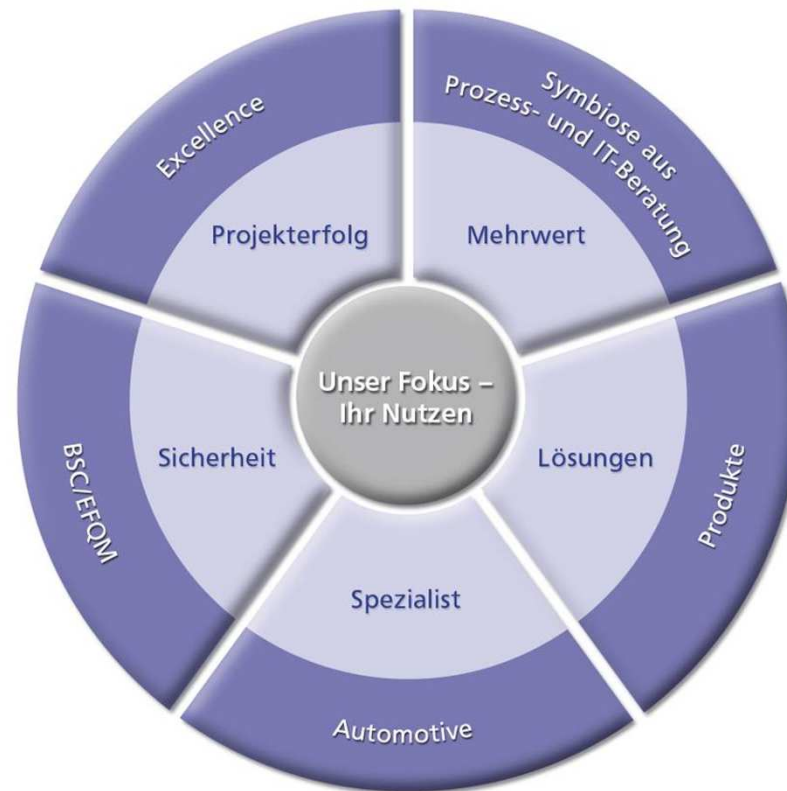 Excellence
Symbiose aus
Prozess- und IT-Beratung
Projekterfolg
Mehrwert
Unser Fokus –
Ihr Nutzen
Sicherheit
Lösungen
BSC/EFQM
Produkte
Spezialist
Automotive